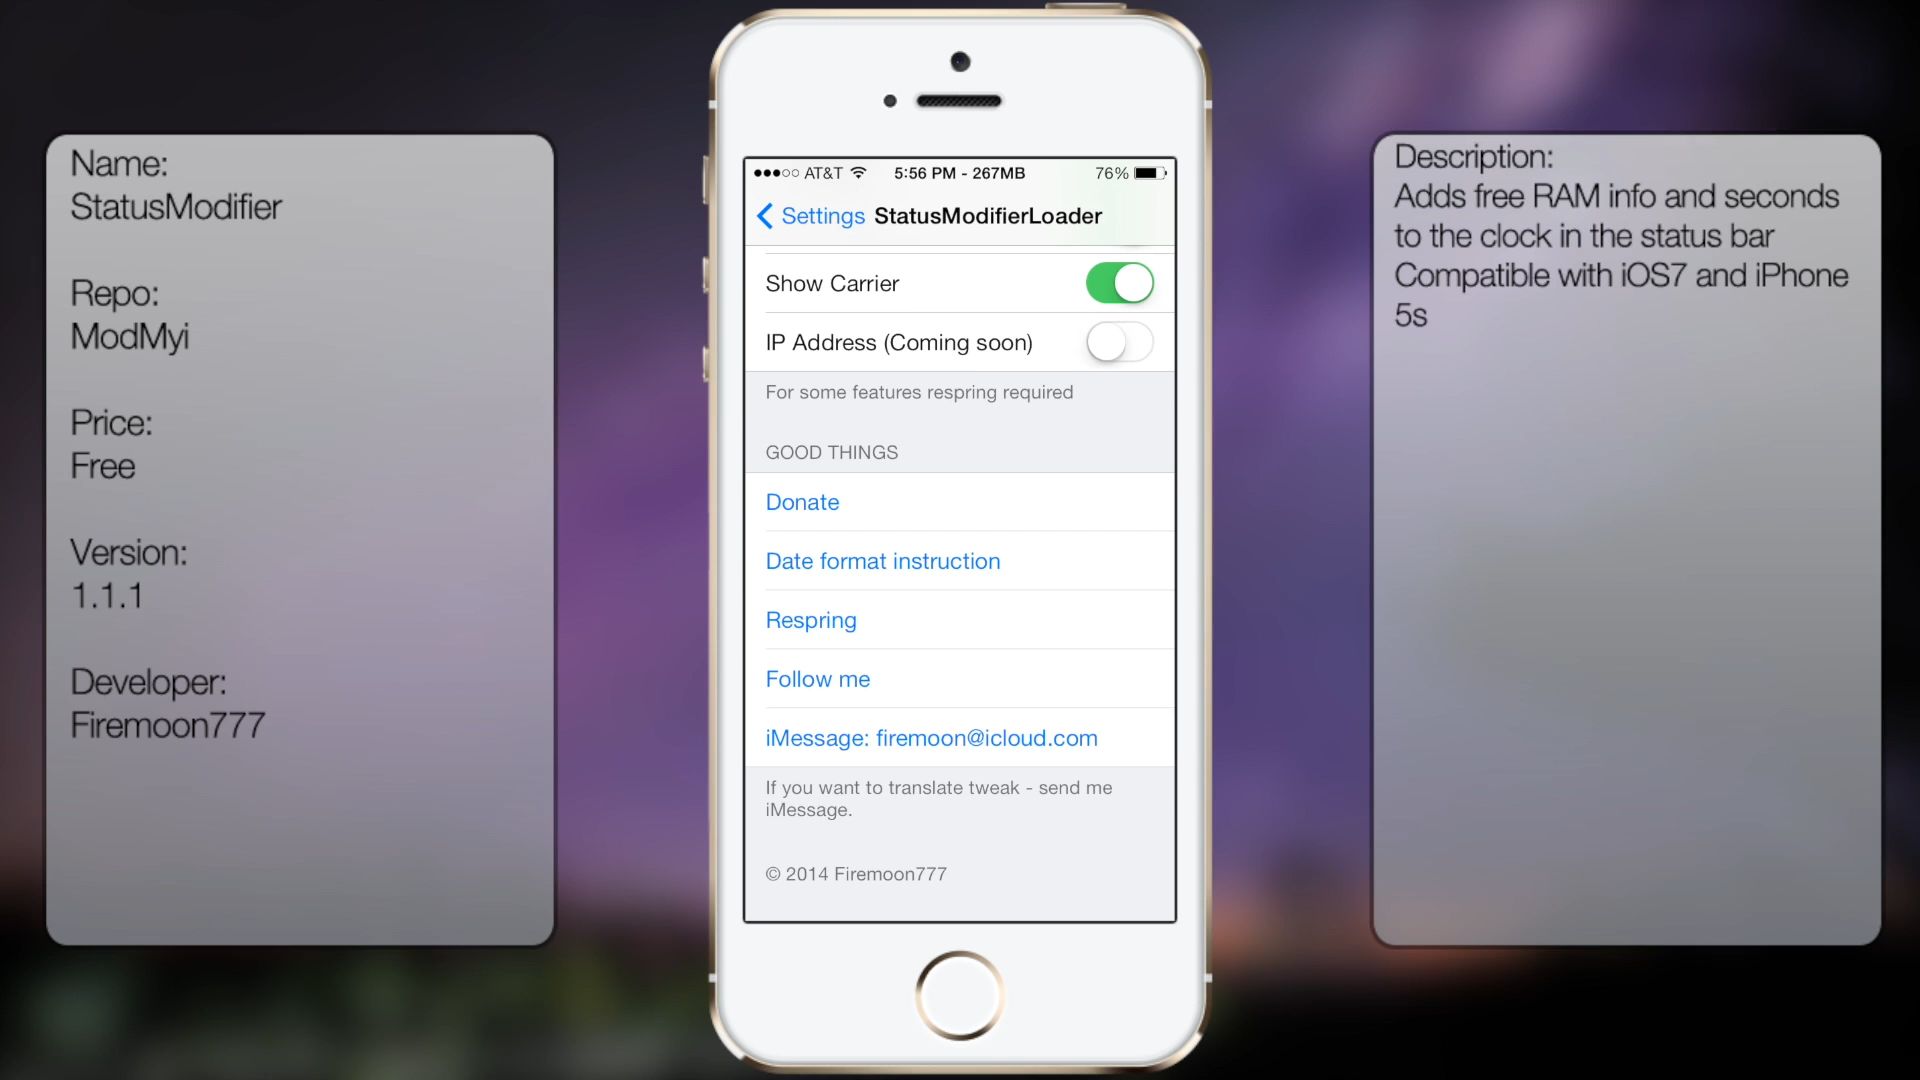 Name:
StatusModifier
Repo:
ModMyi
Price:
Free
Version:
1.1.1
Developer:
Firemoon777
AT&T 5:56 PM - 267MB 76%
Settings StatusModifierLoader
Show Carrier
IP Address (Coming soon)
For some features respring required
GOOD THINGS
Donate
Date format instruction
Respring
Follow me
iMessage: firemoon@icloud.com
If you want to translate tweak - send me
iMessage.
© 2014 Firemoon777
Description:
Adds free RAM info and seconds
to the clock in the status bar
Compatible with iOS7 and iPhone
5s